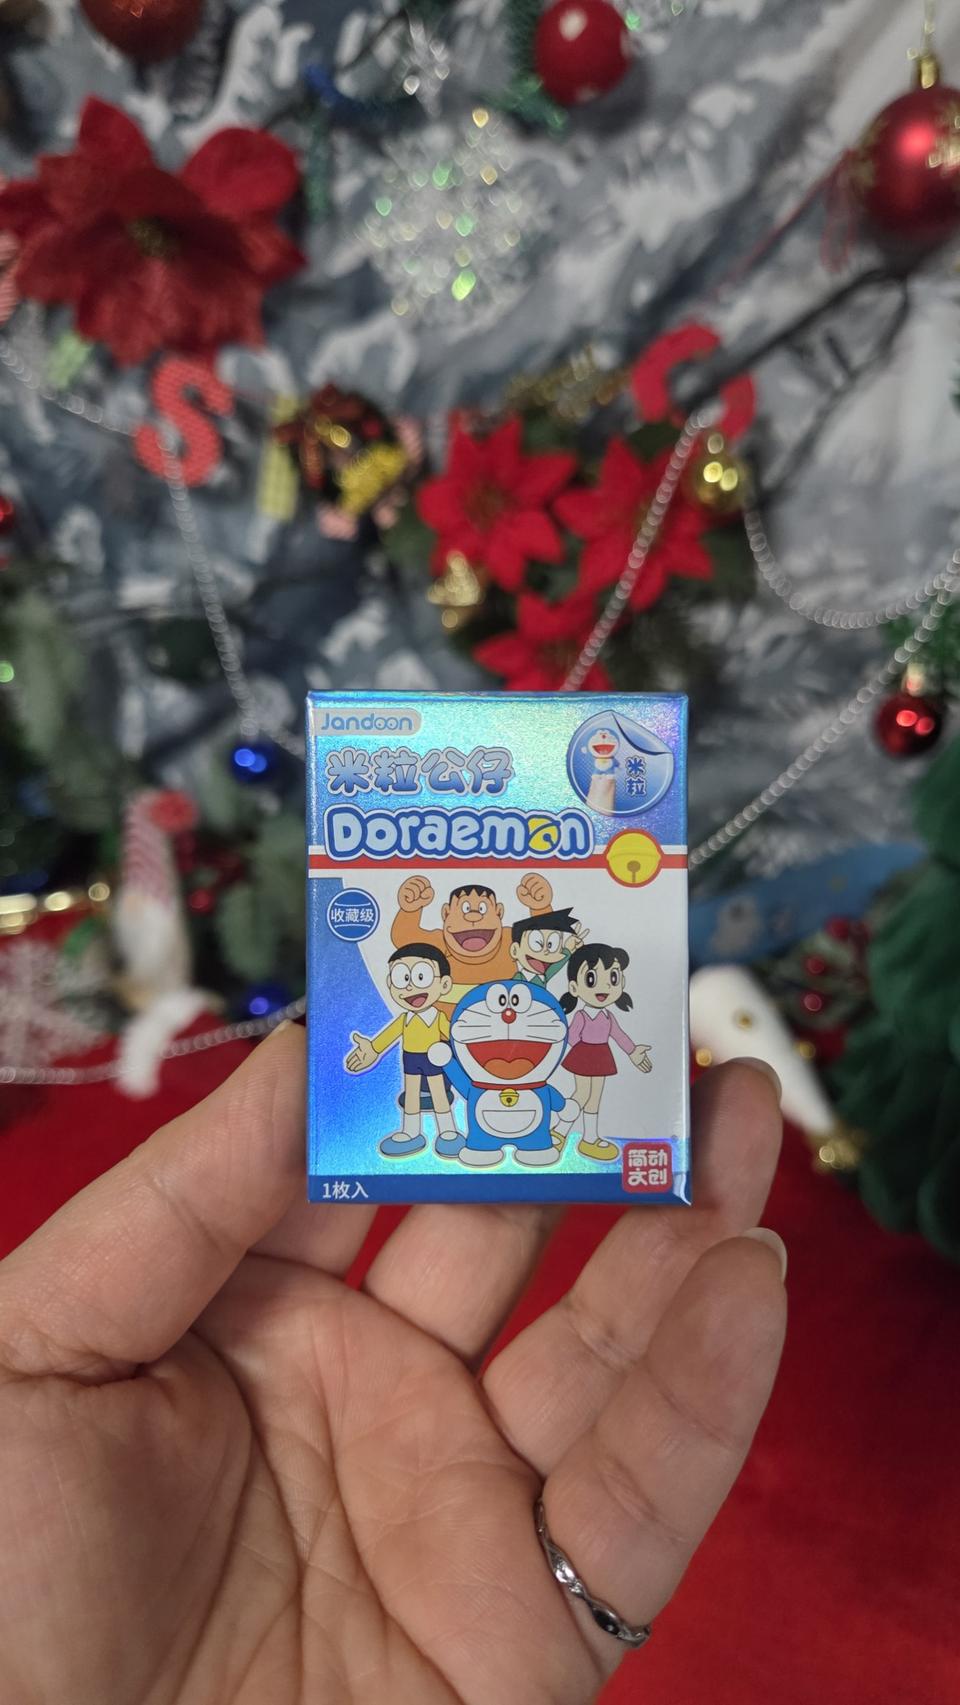 S
Jandoon
米粒公仔
米粒
Doraemon
收藏级
简动
文创
1枚入